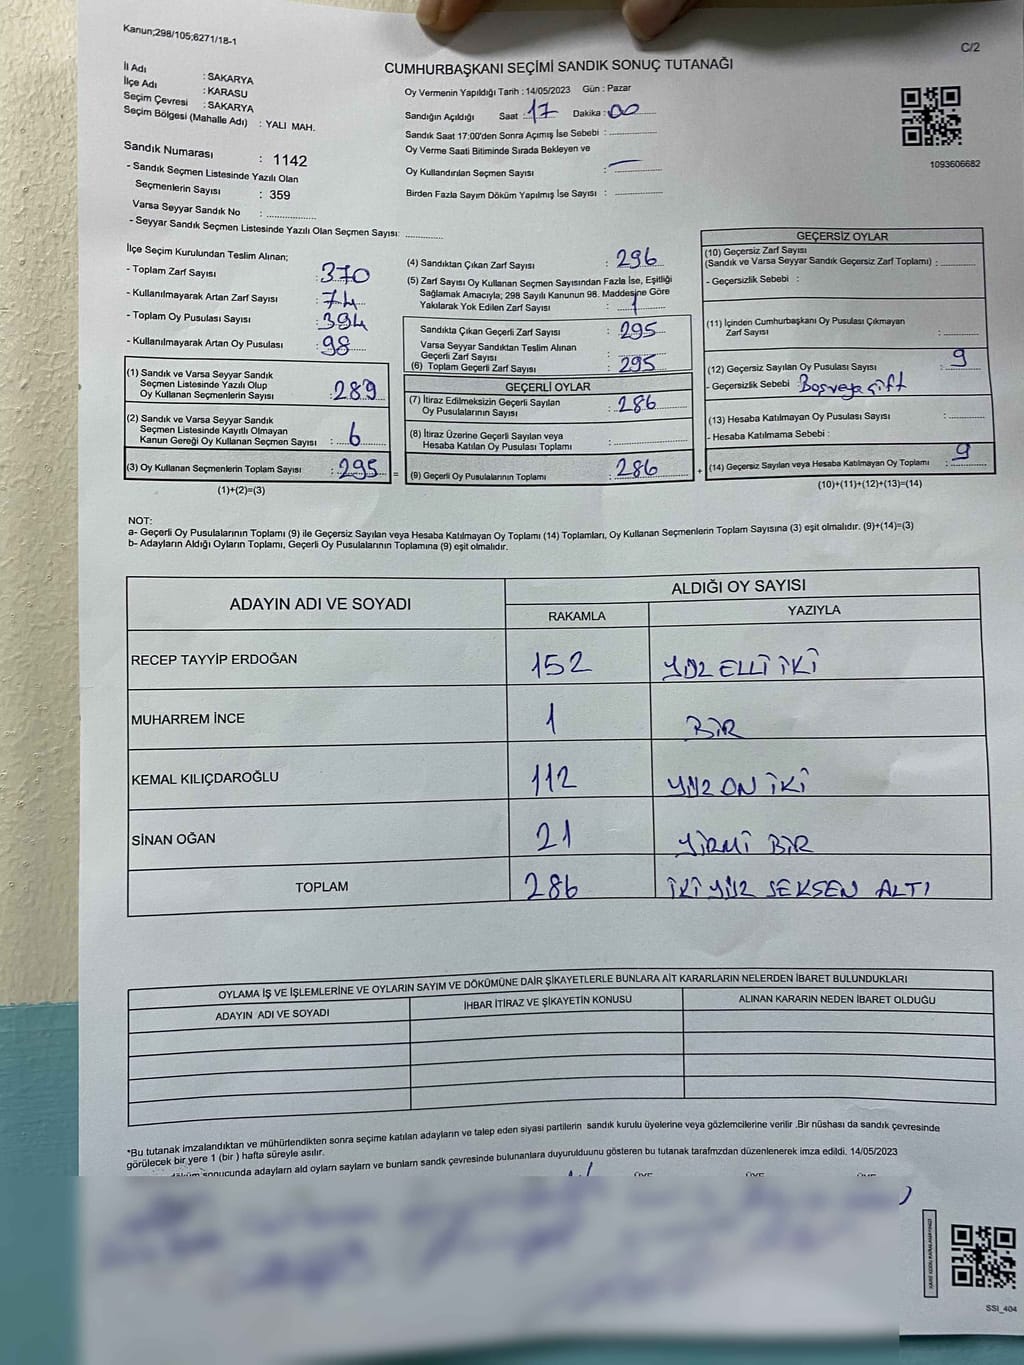 Kanun;298/105;6271/18-1
C/2
CUMHURBAŞKANI SEÇİMİ SANDIK SONUÇ TUTANAĞI
İl Adı : SAKARYA
İlçe Adı : KARASU
Seçim Çevresi : SAKARYA
Seçim Bölgesi (Mahalle Adı) : YALI MAH.
Sandık Numarası : 1142
- Sandık Seçmen Listesinde Yazılı Olan
Seçmenlerin Sayısı : 359
Varsa Seyyar Sandık No : ................
- Seyyar Sandık Seçmen Listesinde Yazılı Olan Seçmen Sayısı: ............
Oy Vermenin Yapıldığı Tarih : 14/05/2023 Gün : Pazar
Sandığın Açıldığı Saat : 17 Dakika : 00
Sandık Saat 17:00'den Sonra Açımış İse Sebebi : ................
Oy Verme Saati Bitiminde Sırada Bekleyen ve
Oy Kullandırılan Seçmen Sayısı : —
Birden Fazla Sayım Döküm Yapılmış İse Sayısı : ................
1093606682
İlçe Seçim Kurulundan Teslim Alınan;
- Toplam Zarf Sayısı : 370
- Kullanılmayarak Artan Zarf Sayısı : 74
- Toplam Oy Pusulası Sayısı : 394
- Kullanılmayarak Artan Oy Pusulası : 98
(1) Sandık ve Varsa Seyyar Sandık
Seçmen Listesinde Yazılı Olup
Oy Kullanan Seçmenlerin Sayısı : 289
(2) Sandık ve Varsa Seyyar Sandık
Seçmen Listesinde Kayıtlı Olmayan
Kanun Gereği Oy Kullanan Seçmen Sayısı : 6
(3) Oy Kullanan Seçmenlerin Toplam Sayısı : 295 =
(1)+(2)=(3)
(4) Sandıktan Çıkan Zarf Sayısı : 296
(5) Zarf Sayısı Oy Kullanan Seçmen Sayısından Fazla İse, Eşitliği
Sağlamak Amacıyla; 298 Sayılı Kanunun 98. Maddesine Göre
Yakılarak Yok Edilen Zarf Sayısı : 1
Sandıkta Çıkan Geçerli Zarf Sayısı : 295
Varsa Seyyar Sandıktan Teslim Alınan
Geçerli Zarf Sayısı :
(6) Toplam Geçerli Zarf Sayısı : 295
GEÇERLİ OYLAR
(7) İtiraz Edilmeksizin Geçerli Sayılan
Oy Pusulalarının Sayısı : 286
(8) İtiraz Üzerine Geçerli Sayılan veya
Hesaba Katılan Oy Pusulası Toplamı : ................
(9) Geçerli Oy Pusularının Toplamı : 286 +
GEÇERSİZ OYLAR
(10) Geçersiz Zarf Sayısı
(Sandık ve Varsa Seyyar Sandık Geçersiz Zarf Toplamı) : ............
- Geçersizlik Sebebi :
(11) İçinden Cumhurbaşkanı Oy Pusulası Çıkmayan
Zarf Sayısı : ............
(12) Geçersiz Sayılan Oy Pusulası Sayısı : 9
- Geçersizlik Sebebi : Boş veya çift
(13) Hesaba Katılmayan Oy Pusulası Sayısı : ............
- Hesaba Katılmama Sebebi :
(14) Geçersiz Sayılan veya Hesaba Katılmayan Oy Toplamı : 9
(10)+(11)+(12)+(13)=(14)
NOT:
a- Geçerli Oy Pusulalarının Toplamı (9) ile Geçersiz Sayılan veya Hesaba Katılmayan Oy Toplamı (14) Toplamları, Oy Kullanan Seçmenlerin Toplam Sayısına (3) eşit olmalıdır. (9)+(14)=(3)
b- Adayların Aldığı Oyların Toplamı, Geçerli Oy Pusulalarının Toplamına (9) eşit olmalıdır.
ADAYIN ADI VE SOYADI
ALDIĞI OY SAYISI
RAKAMLA YAZIYLA
RECEP TAYYİP ERDOĞAN 152 YÜZ ELLİ İKİ
MUHARREM İNCE 1 BİR
KEMAL KILIÇDAROĞLU 112 YÜZ ON İKİ
SİNAN OĞAN 21 YİRMİ BİR
TOPLAM 286 İKİ YÜZ SEKSEN ALTI
OYLAMA İŞ VE İŞLEMLERİNE VE OYLARIN SAYIM VE DÖKÜMÜNE DAİR ŞİKAYETLERLE BUNLARA AİT KARARLARIN NELERDEN İBARET BULUNDUKLARI
ADAYIN ADI VE SOYADI İHBAR İTİRAZ VE ŞİKAYETİN KONUSU ALINAN KARARIN NEDEN İBARET OLDUĞU
*Bu tutanak imzalandıktan ve mühürlendikten sonra seçime katılan adayların ve talep eden siyasi partilerin sandık kurulu üyelerine veya gözlemcilerine verilir .Bir nüshası da sandık çevresinde
görülecek bir yere 1 (bir ) hafta süreyle asılır.
sonucunda adayların ald oyların sayların ve bunların sandk çevresinde bulunanlara duyurulduunu gösteren bu tutanak tarafmzdan düzenlenerek imza edildi. 14/05/2023
SSI_404